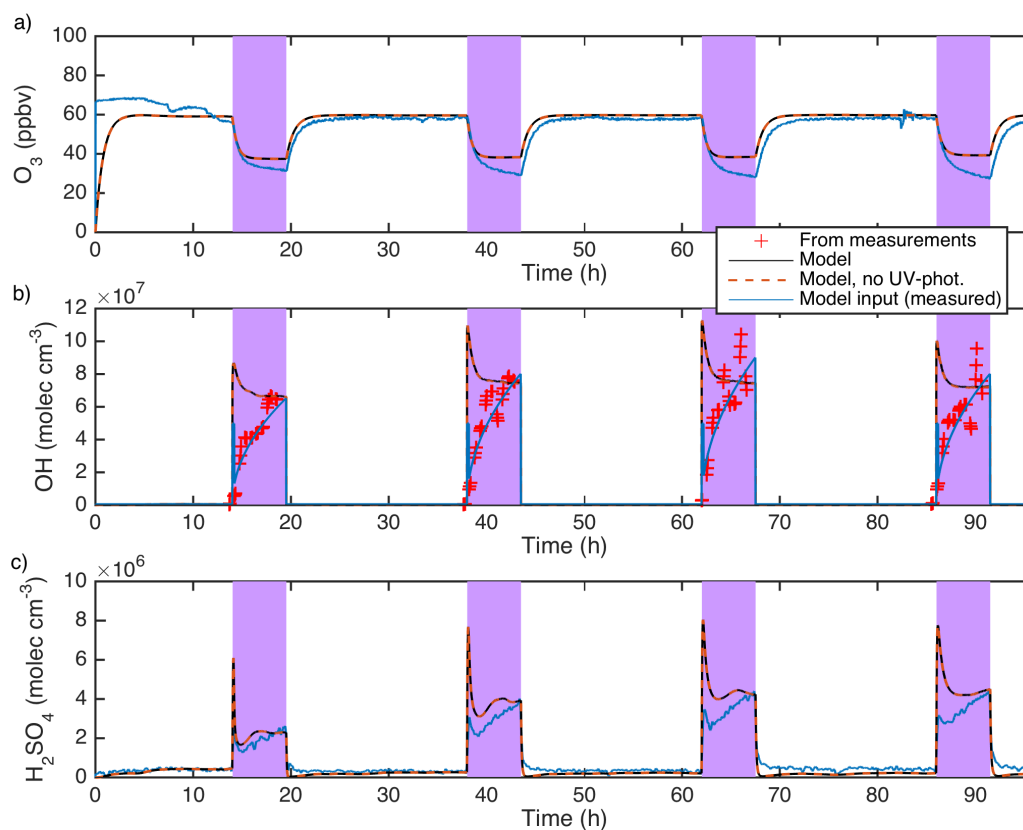 a)
100
80
60
40
20
0
O3 (ppbv)
0 10 20 30 40 50 60 70 80 90
Time (h)
From measurements
Model
Model, no UV-phot.
Model input (measured)
b)
×10^7
12
10
8
6
4
2
0
OH (molec cm-3)
0 10 20 30 40 50 60 70 80 90
Time (h)
c)
×10^6
10
8
6
4
2
0
H2SO4 (molec cm-3)
0 10 20 30 40 50 60 70 80 90
Time (h)